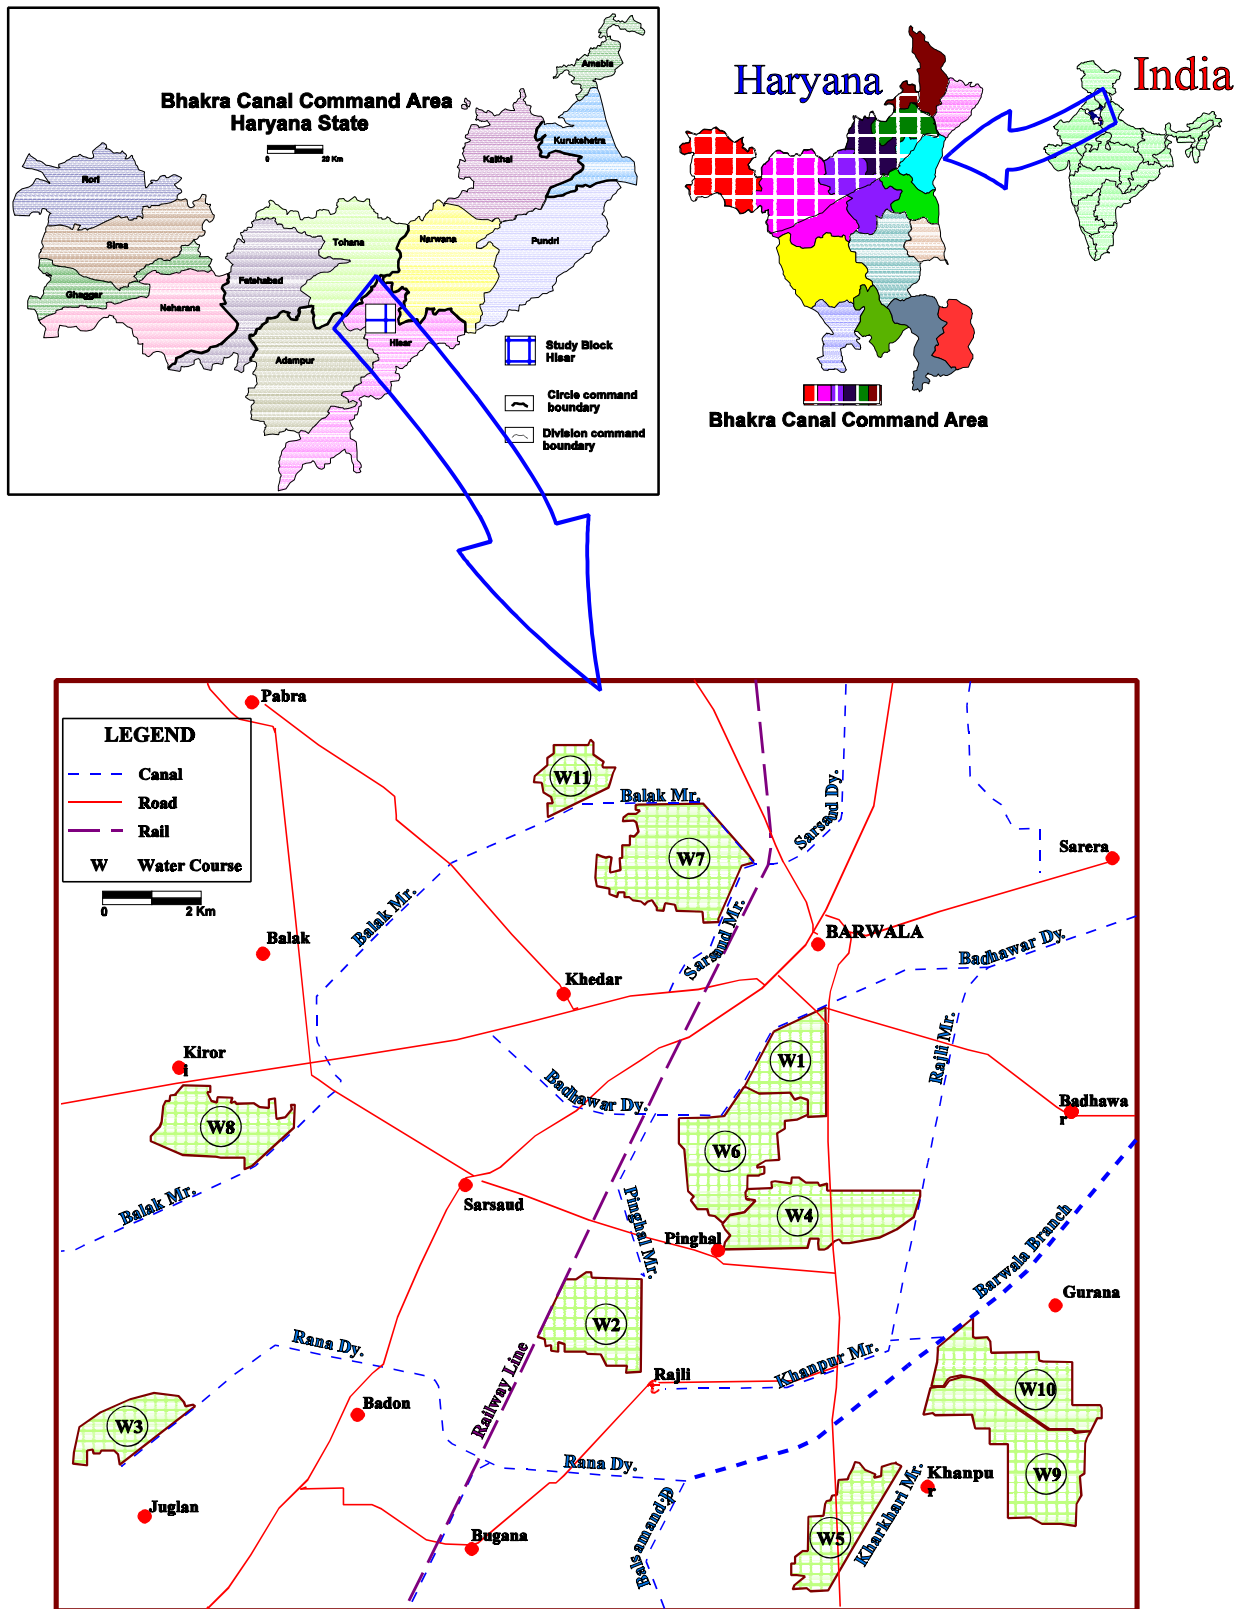 Bhakra Canal Command Area
Haryana State
0 20 Km
Ambala
Kurukshetra
Kaithal
Rori
Sirsa
Ghaggar
Neharana
Fatehabad
Tohana
Narwana
Pundri
Adampur
Hisar
Study Block
Hisar
Circle command
boundary
Division command
boundary
Haryana
India
Bhakra Canal Command Area
Pabra
LEGEND
Canal
Road
Rail
W Water Course
0 2 Km
W11
Balak Mr.
Sarsaud Dy.
W7
Sarera
Balak Mr.
Balak
Sarsaud Mr.
BARWALA
Badhawar Dy.
Khedar
Kiror
i
Rajli Mr.
W1
Badhawar Dy.
Badhawa
r
W8
W6
Balak Mr.
Sarsaud
Pinghal Mr.
Pinghal
W4
Barwala Branch
Gurana
W2
Rana Dy.
Railway Line
Khanpur Mr.
Rajli
W10
Badon
W3
Rana Dy.
W9
Khanpu
r
Juglan
Kharkhari Mr.
W5
Bugana